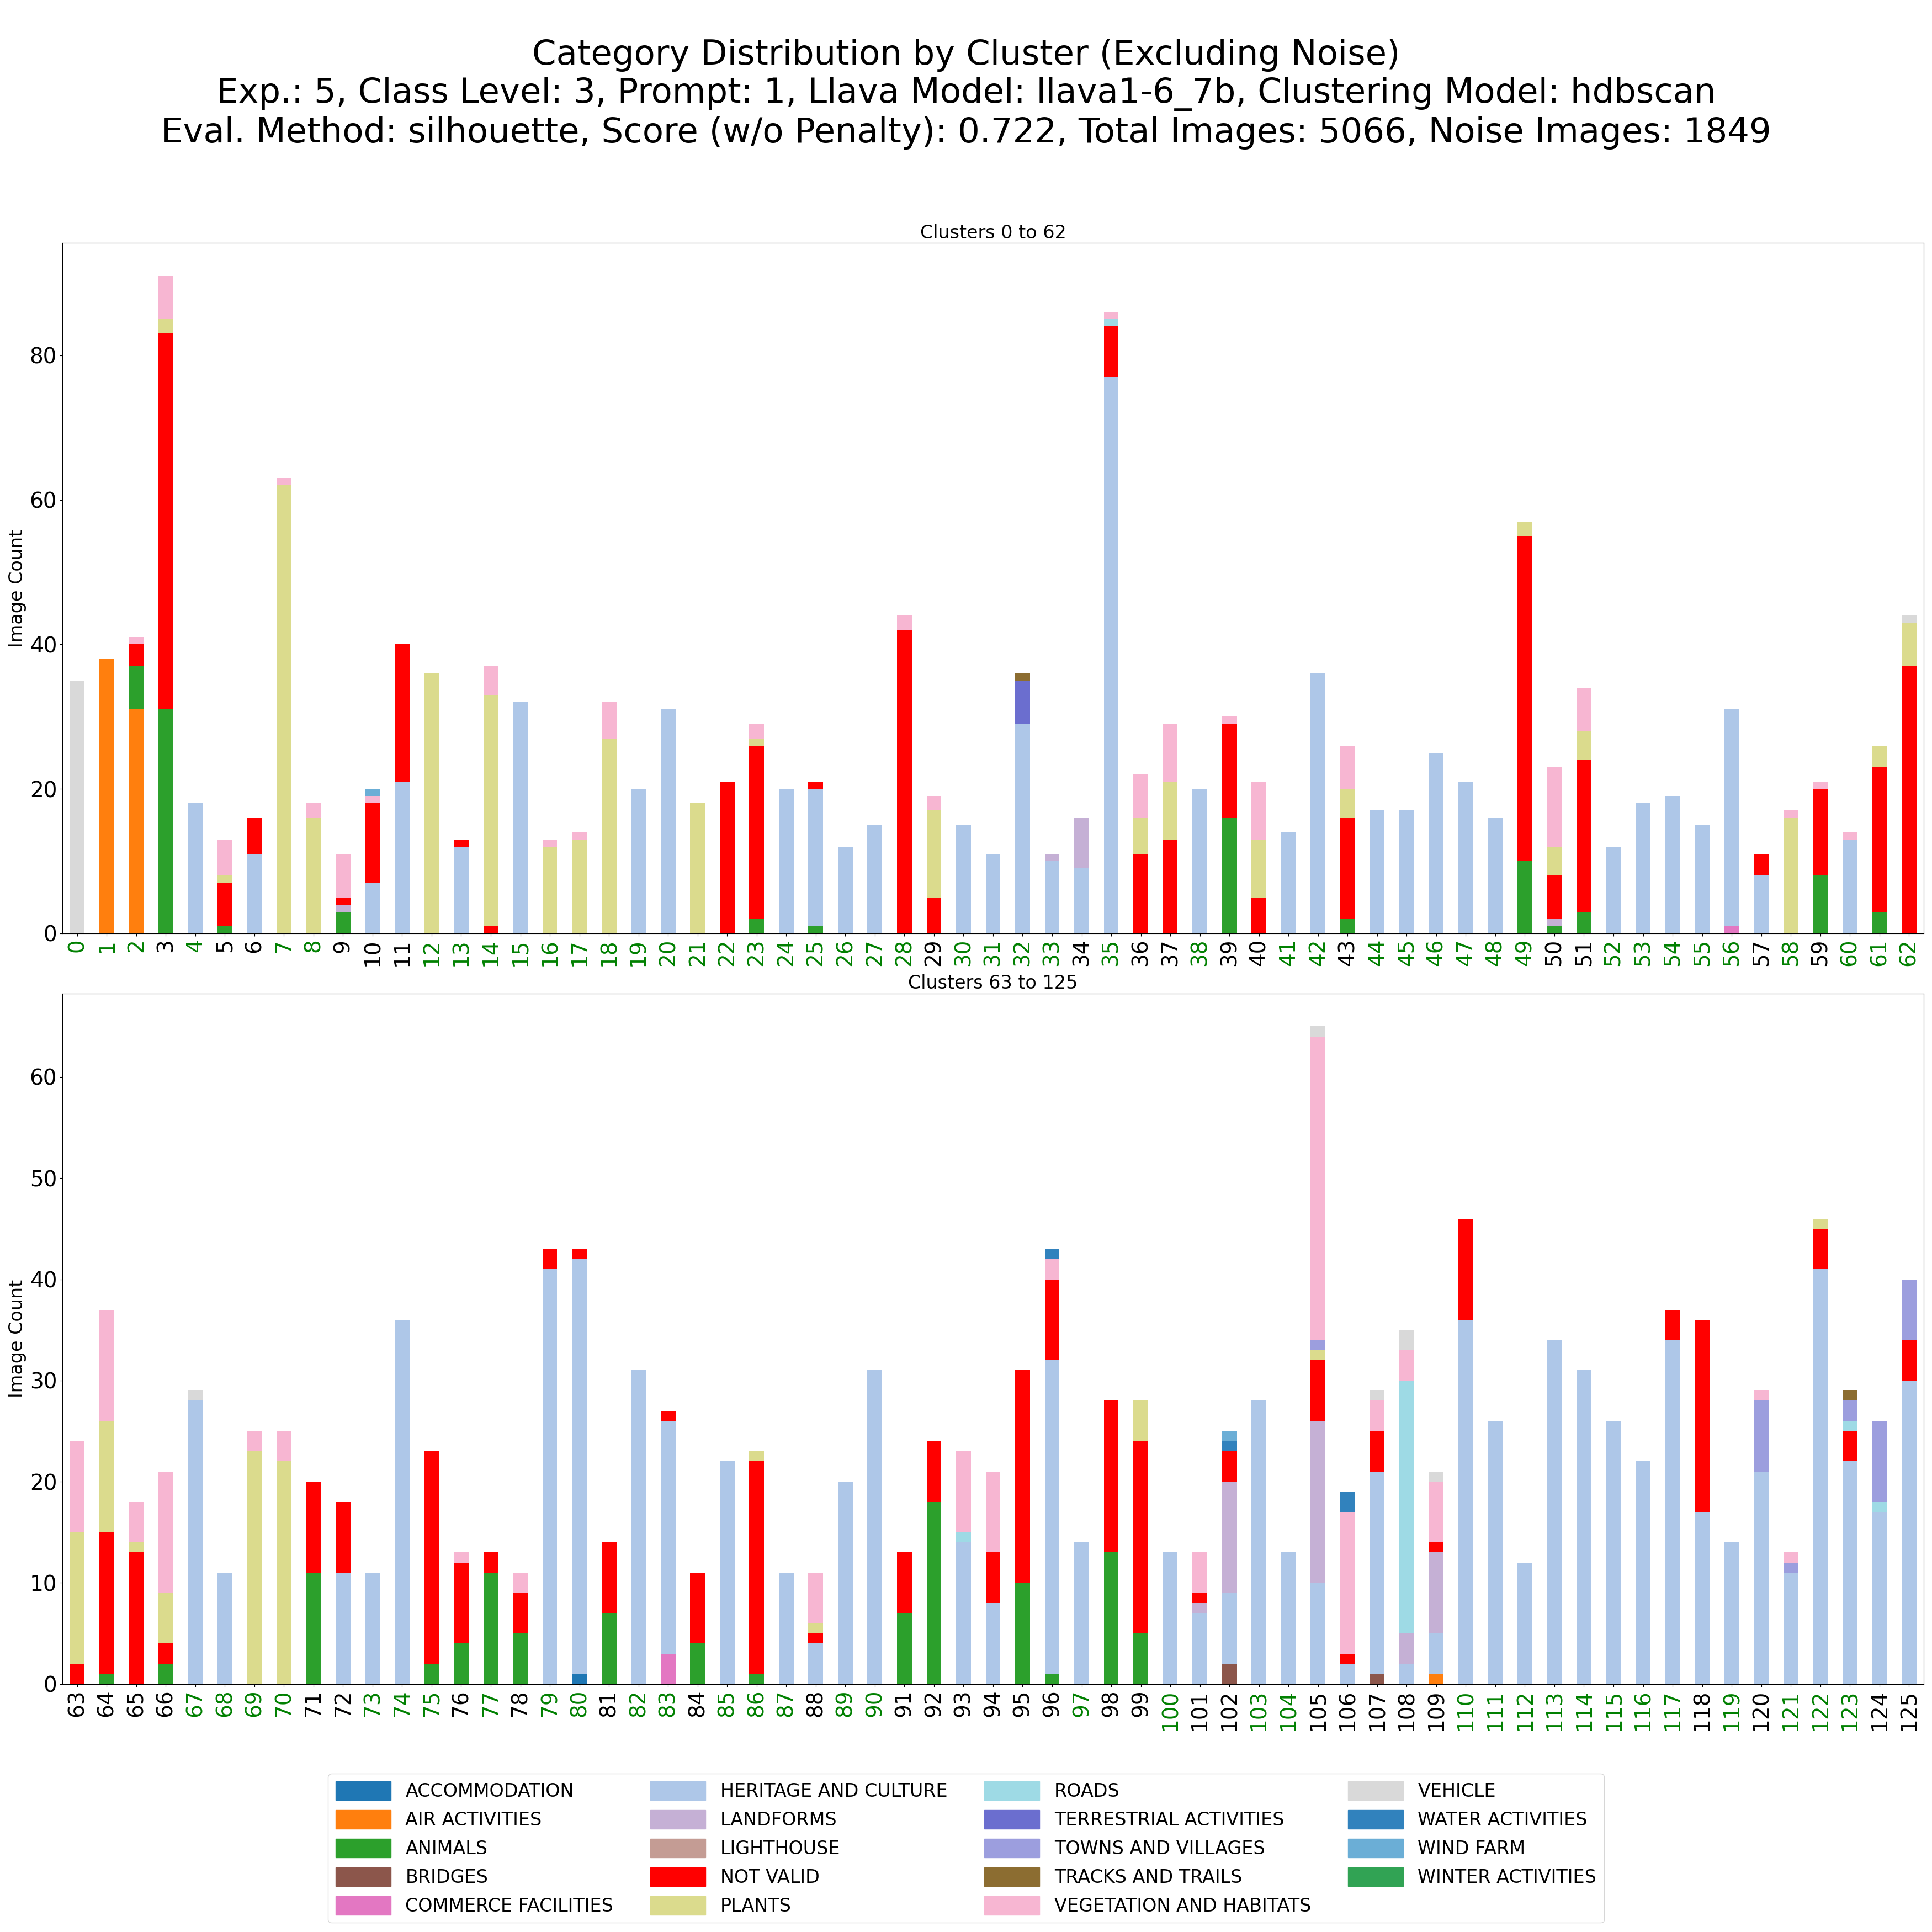 Category Distribution by Cluster (Excluding Noise)
Exp.: 5, Class Level: 3, Prompt: 1, Llava Model: llava1-6_7b, Clustering Model: hdbscan
Eval. Method: silhouette, Score (w/o Penalty): 0.722, Total Images: 5066, Noise Images: 1849
Clusters 0 to 62
Image Count
80
60
40
20
0
0 1 2 3 4 5 6 7 8 9 10 11 12 13 14 15 16 17 18 19 20 21 22 23 24 25 26 27 28 29 30 31 32 33 34 35 36 37 38 39 40 41 42 43 44 45 46 47 48 49 50 51 52 53 54 55 56 57 58 59 60 61 62
Clusters 63 to 125
Image Count
60
50
40
30
20
10
0
63 64 65 66 67 68 69 70 71 72 73 74 75 76 77 78 79 80 81 82 83 84 85 86 87 88 89 90 91 92 93 94 95 96 97 98 99 100 101 102 103 104 105 106 107 108 109 110 111 112 113 114 115 116 117 118 119 120 121 122 123 124 125
ACCOMMODATION
AIR ACTIVITIES
ANIMALS
BRIDGES
COMMERCE FACILITIES
HERITAGE AND CULTURE
LANDFORMS
LIGHTHOUSE
NOT VALID
PLANTS
ROADS
TERRESTRIAL ACTIVITIES
TOWNS AND VILLAGES
TRACKS AND TRAILS
VEGETATION AND HABITATS
VEHICLE
WATER ACTIVITIES
WIND FARM
WINTER ACTIVITIES